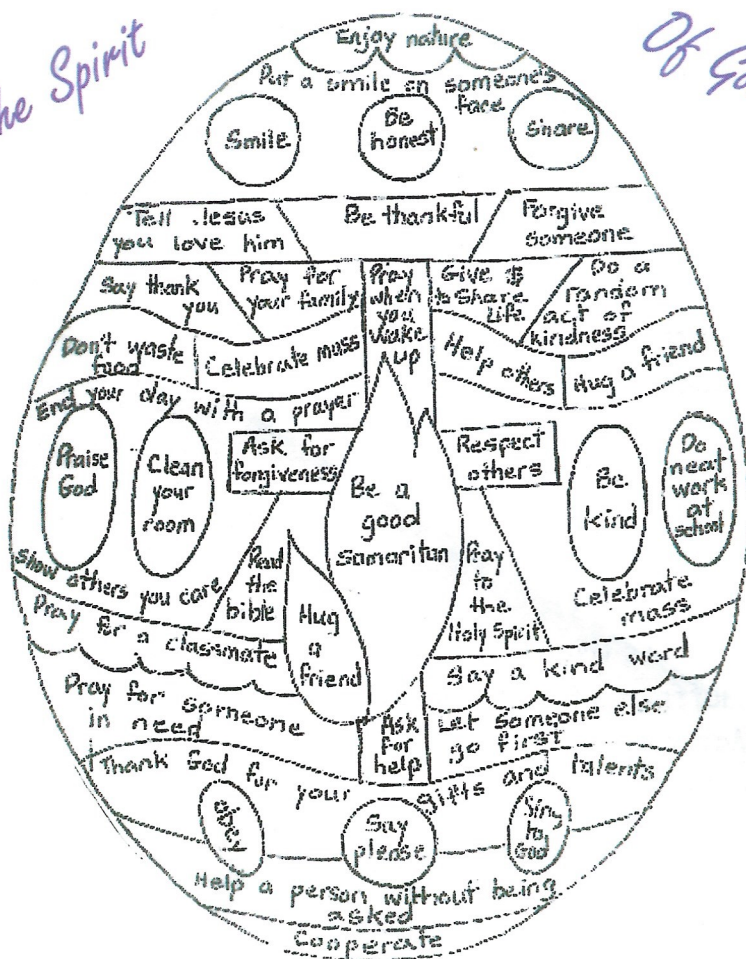 he Spirit
Of Go
Enjoy nature
Put a smile on someone's
face
Smile
Be
honest
Share
Tell Jesus
you love him
Be thankful
Forgive
someone
Say thank
you
Pray for
your family
Pray
when
you
wake
up
Give $
to Share
Life.
Do a
random
act of
kindness
Don't waste
food
Celebrate mass
Help others
Hug a friend
End your day with a prayer
Praise
God
Clean
your
room
Ask for
forgiveness
Be a
good
samaritan
Respect
others
Be
kind
Do
neat
work
at
school
Show others you care
Read
the
bible
Hug
a
friend
Pray
to
the
Holy Spirit
Celebrate
mass
Pray for a classmate
Say a kind word
Pray for someone
in need
Ask
for
help
Let someone else
go first
Thank God for your gifts and talents
obey
Say
please
Sing
to
God
Help a person without being
asked
Cooperate